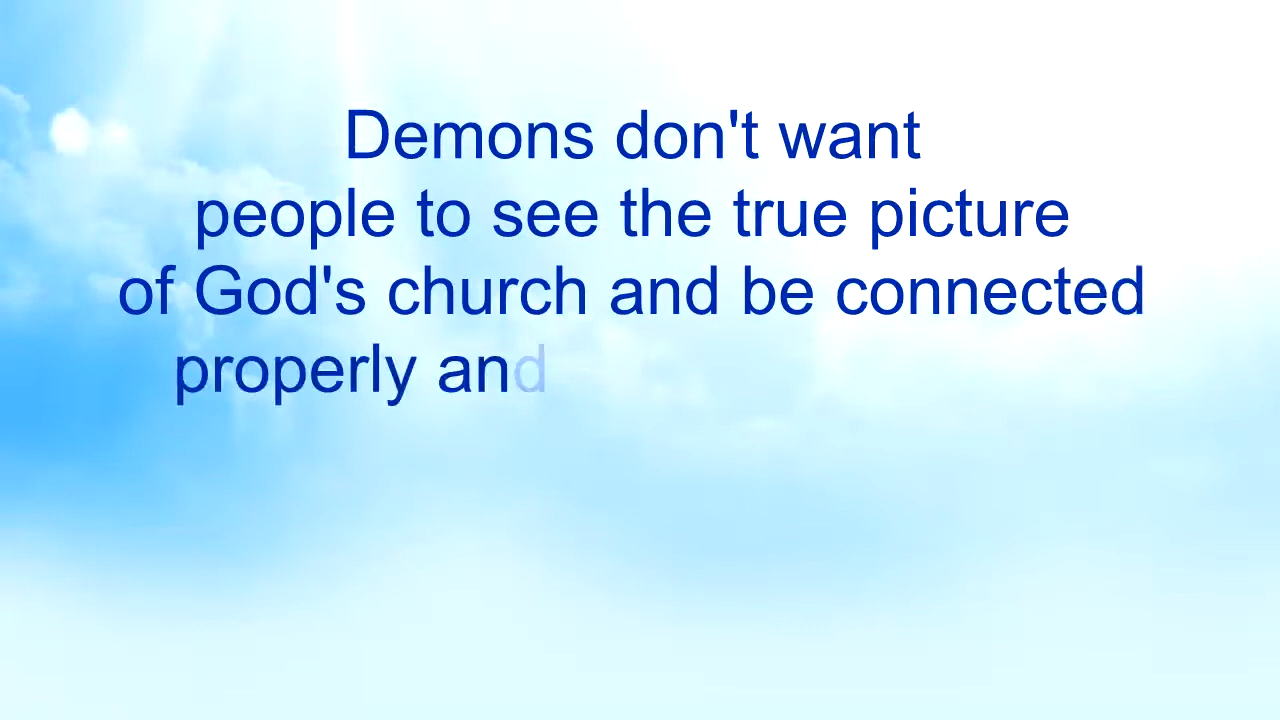 Demons don't want
people to see the true picture
of God's church and be connected
properly and